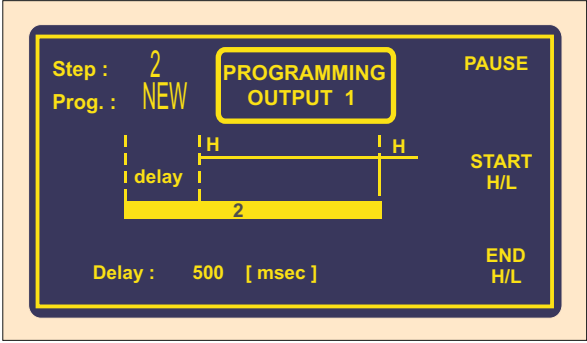 Step : 2
Prog. : NEW
PROGRAMMING
OUTPUT 1
PAUSE
H
H
delay
START
H/L
2
Delay : 500 [ msec ]
END
H/L